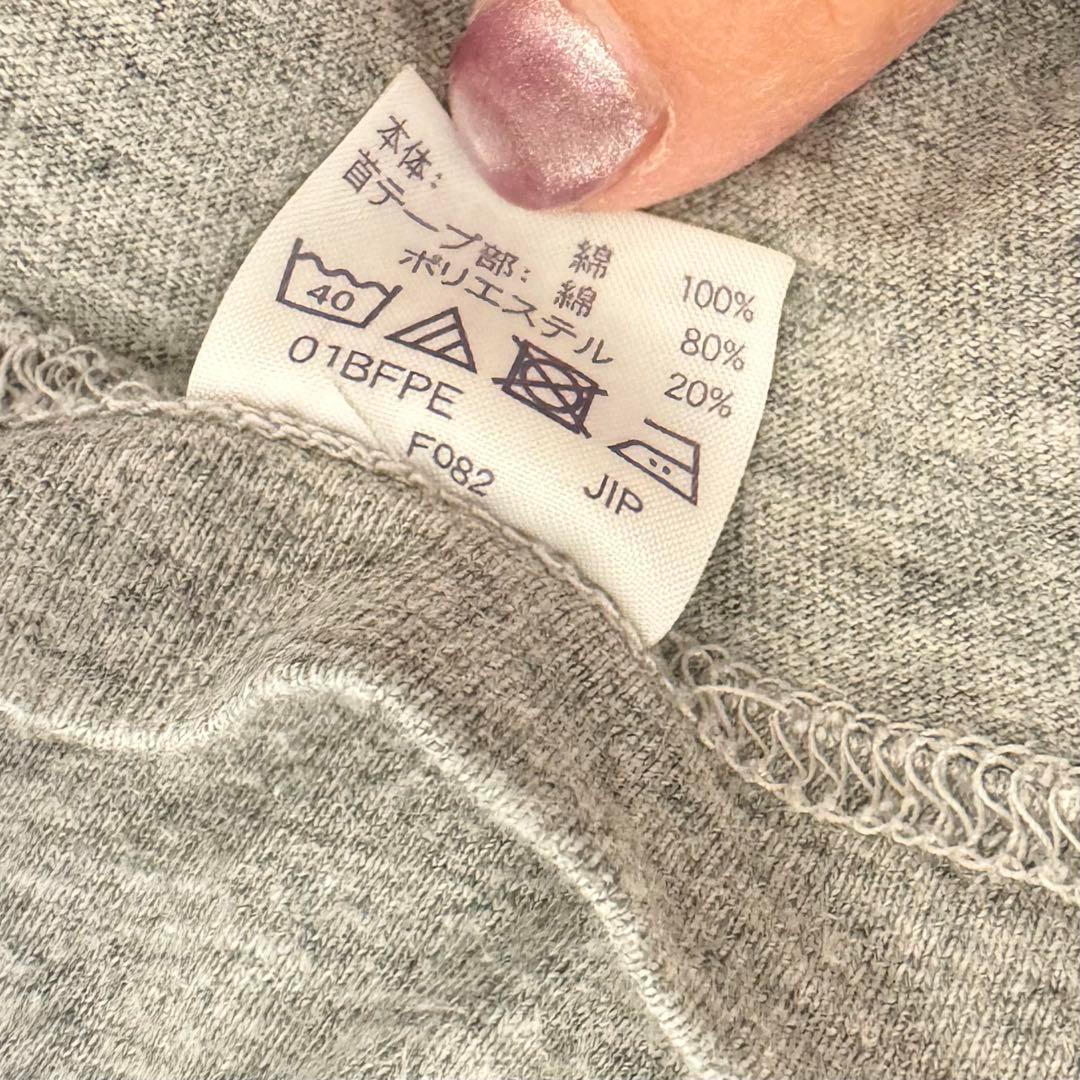 本体: 綿 100%
首テープ部: 綿 80%
ポリエステル 20%
40
01BFPE
F082 JIP